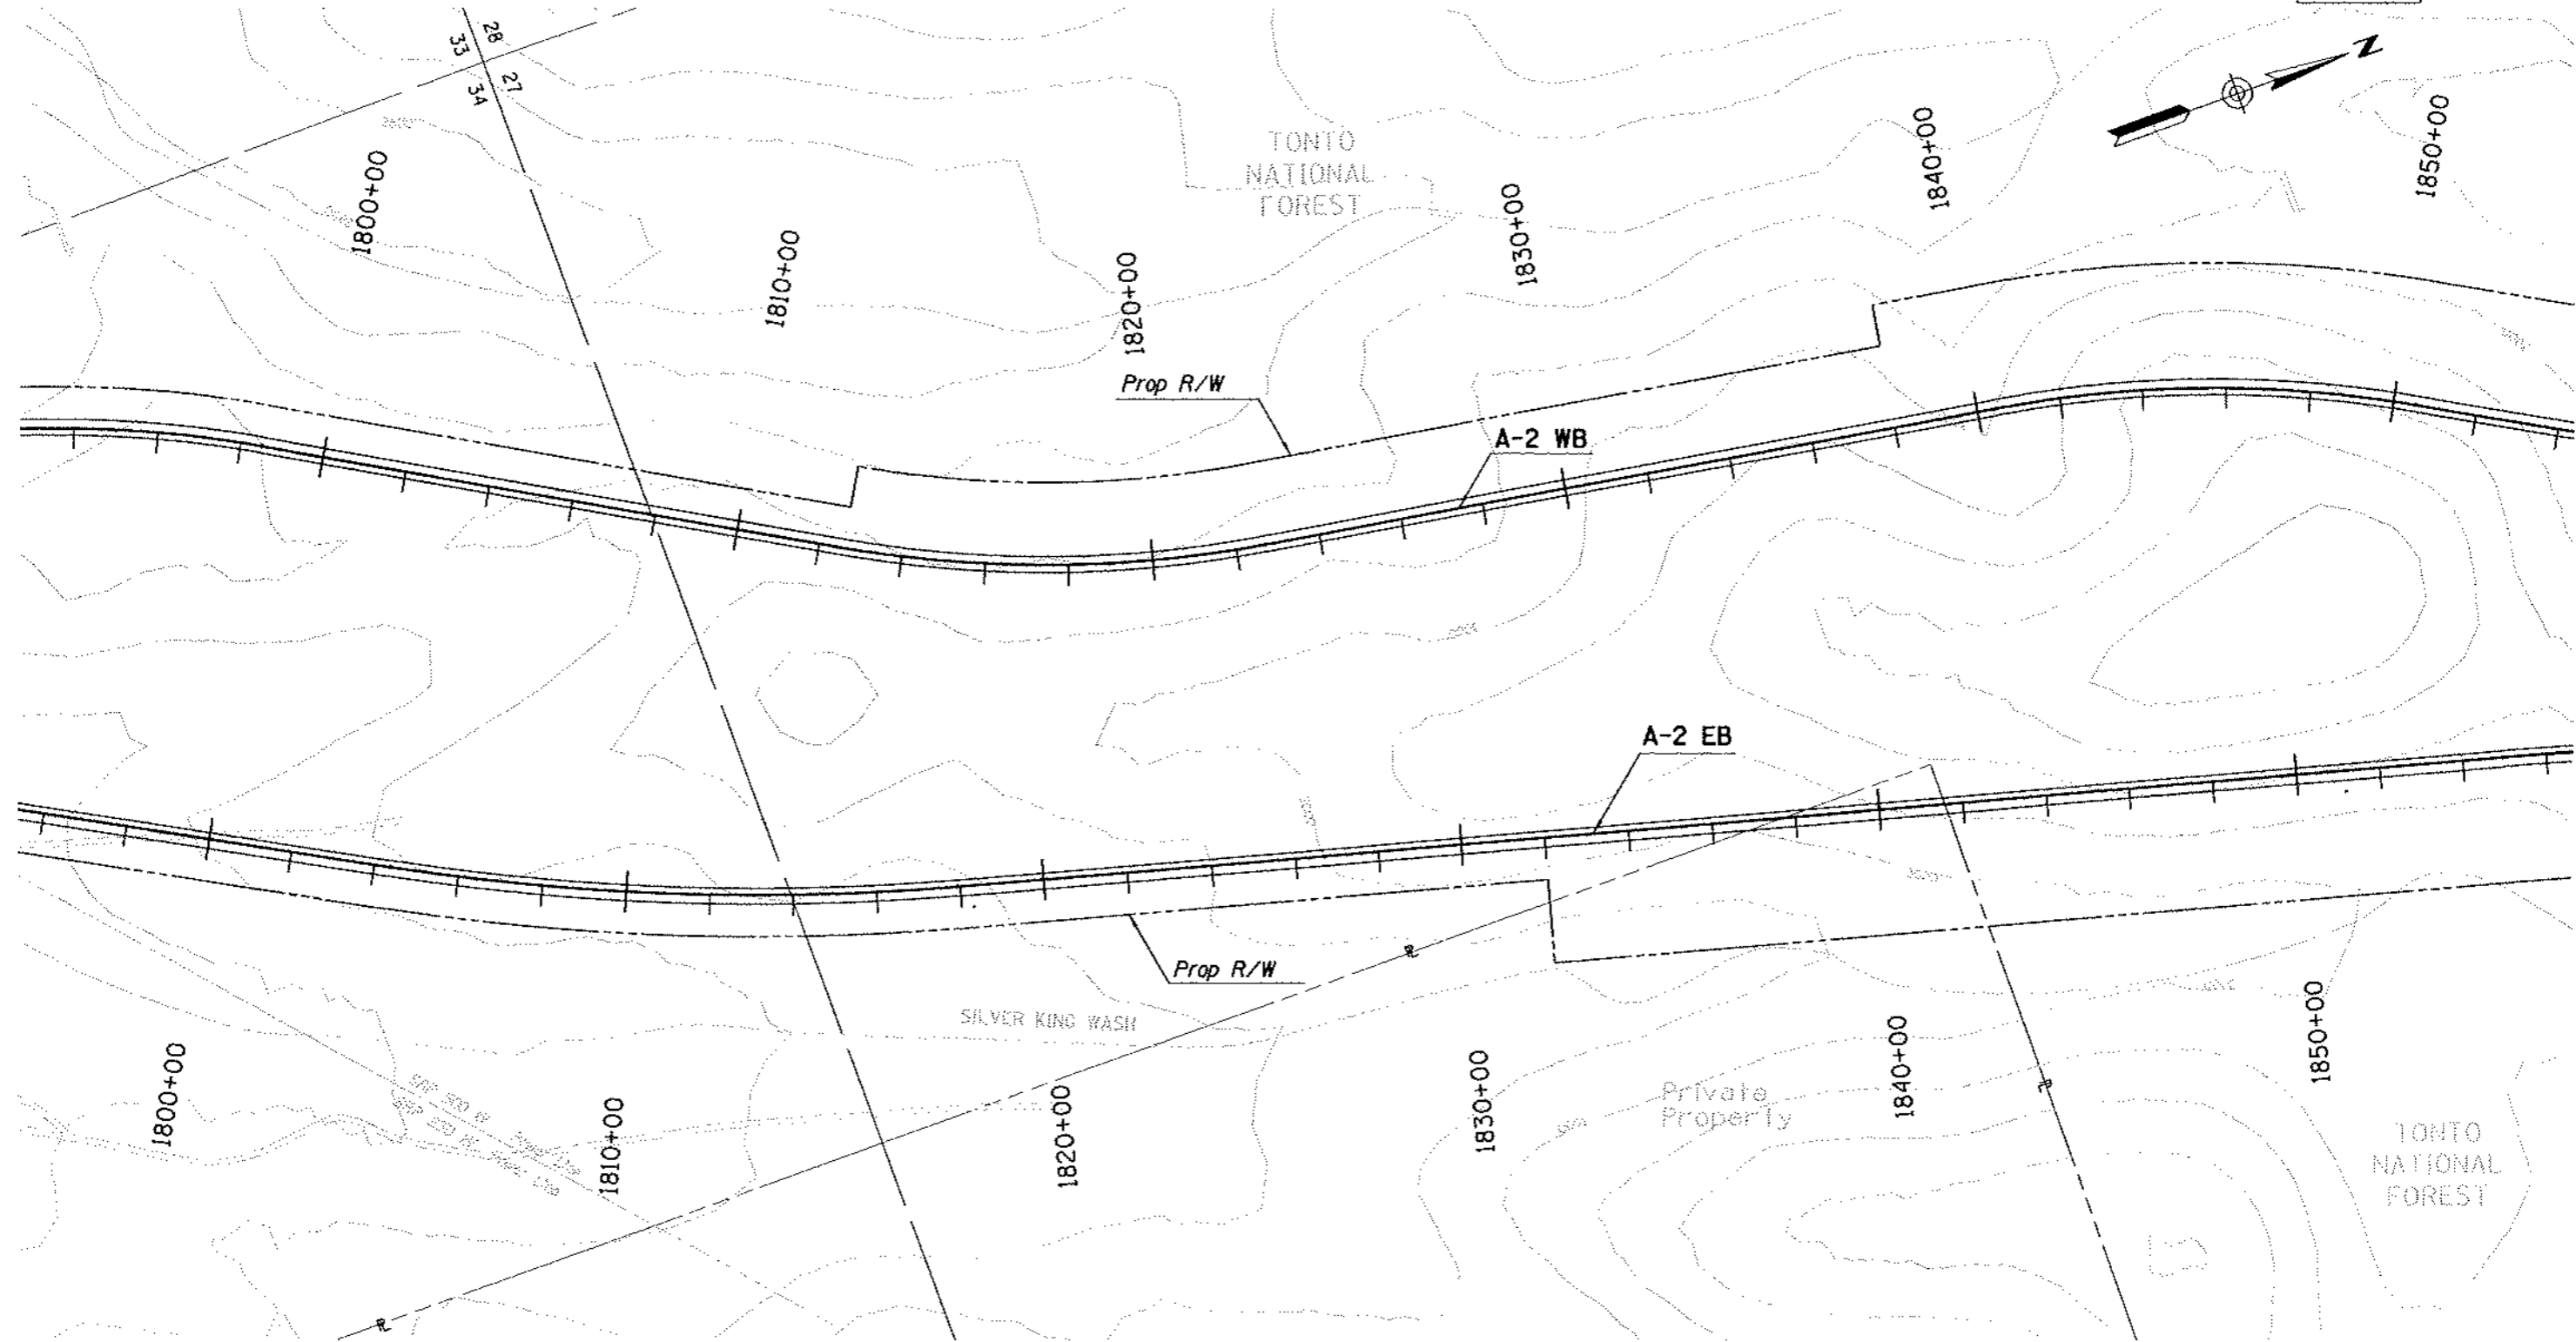 33
28
34
27
N
1800+00
1810+00
1820+00
1830+00
1840+00
1850+00
TONTO
NATIONAL
FOREST
Prop R/W
A-2 WB
A-2 EB
Prop R/W
SILVER KING WASH
1800+00
1810+00
1820+00
1830+00
1840+00
1850+00
Private
Property
TONTO
NATIONAL
FOREST